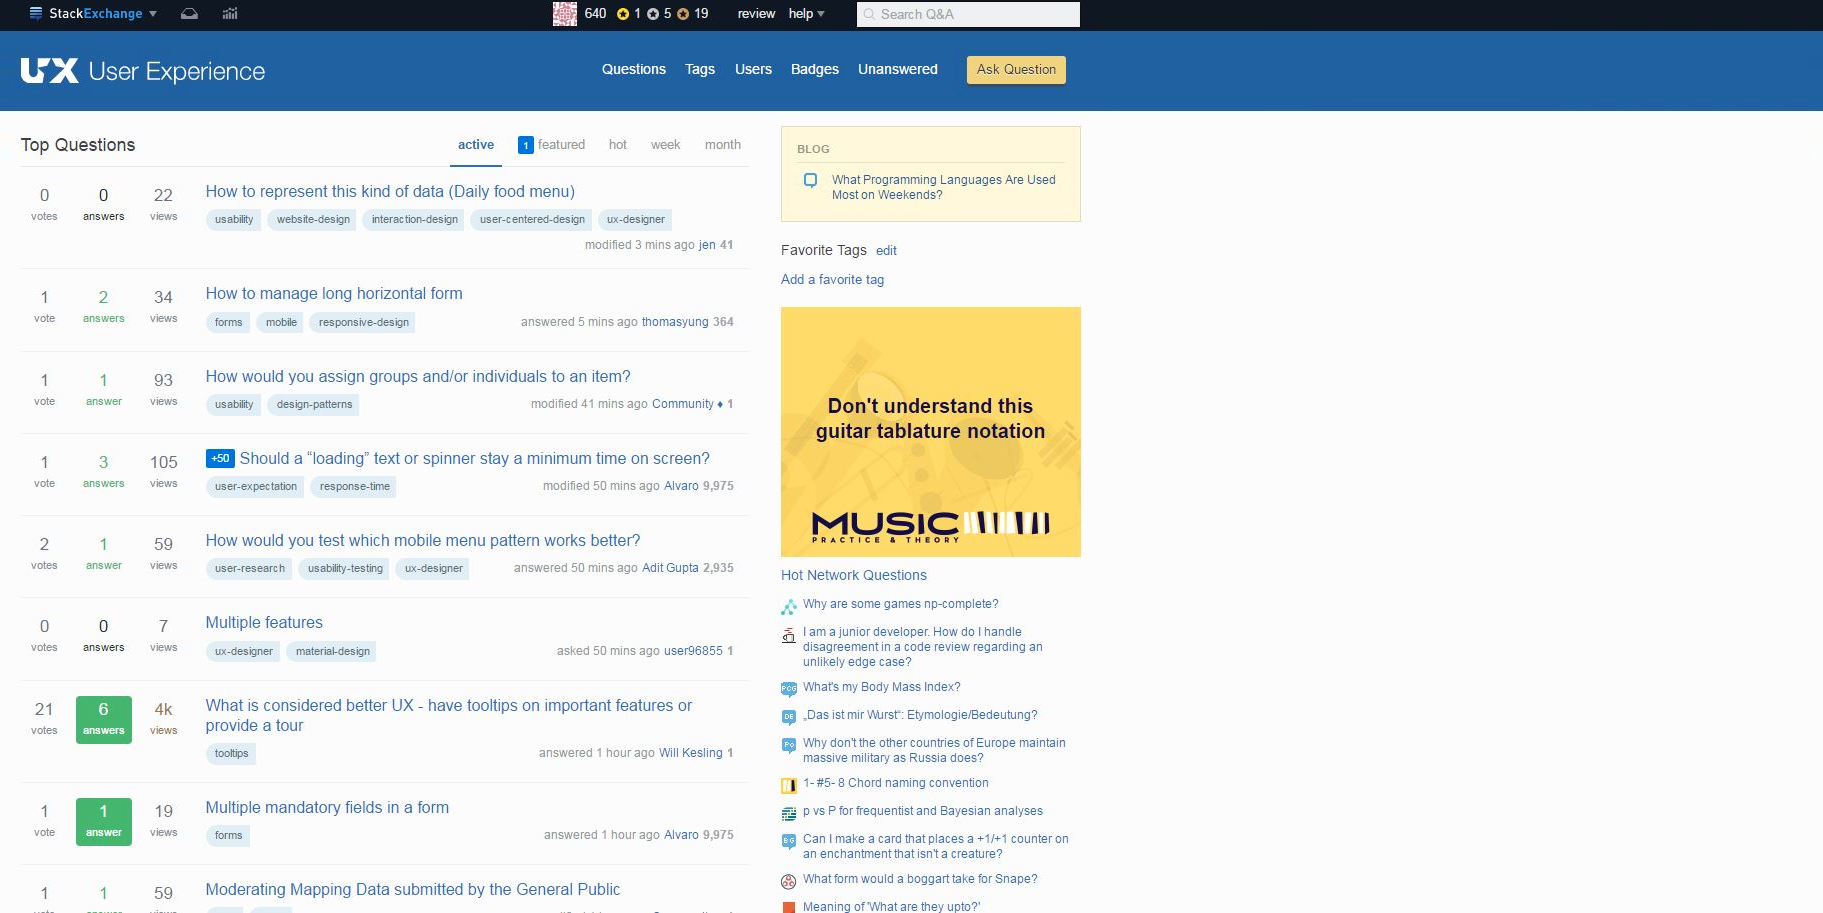 StackExchange
640 1 5 19 review help
Search Q&A
UX User Experience
Questions Tags Users Badges Unanswered Ask Question
Top Questions
active 1 featured hot week month
0 0 22
votes answers views
How to represent this kind of data (Daily food menu)
usability website-design interaction-design user-centered-design ux-designer
modified 3 mins ago jen 41
1 2 34
vote answers views
How to manage long horizontal form
forms mobile responsive-design
answered 5 mins ago thomasyung 364
1 1 93
vote answer views
How would you assign groups and/or individuals to an item?
usability design-patterns
modified 41 mins ago Community ♦ 1
1 3 105
vote answers views
+50 Should a “loading” text or spinner stay a minimum time on screen?
user-expectation response-time
modified 50 mins ago Alvaro 9,975
2 1 59
votes answer views
How would you test which mobile menu pattern works better?
user-research usability-testing ux-designer
answered 50 mins ago Adit Gupta 2,935
0 0 7
votes answers views
Multiple features
ux-designer material-design
asked 50 mins ago user96855 1
21 6 4k
votes answers views
What is considered better UX - have tooltips on important features or
provide a tour
tooltips
answered 1 hour ago Will Kesling 1
1 1 19
vote answer views
Multiple mandatory fields in a form
forms
answered 1 hour ago Alvaro 9,975
1 1 59
Moderating Mapping Data submitted by the General Public
BLOG
What Programming Languages Are Used
Most on Weekends?
Favorite Tags edit
Add a favorite tag
Don't understand this
guitar tablature notation
MUSIC
PRACTICE & THEORY
Hot Network Questions
Why are some games np-complete?
I am a junior developer. How do I handle
disagreement in a code review regarding an
unlikely edge case?
PCG What's my Body Mass Index?
DE „Das ist mir Wurst“: Etymologie/Bedeutung?
Po Why don't the other countries of Europe maintain
massive military as Russia does?
1- #5- 8 Chord naming convention
p vs P for frequentist and Bayesian analyses
BG Can I make a card that places a +1/+1 counter on
an enchantment that isn't a creature?
What form would a boggart take for Snape?
Meaning of 'What are they upto?'